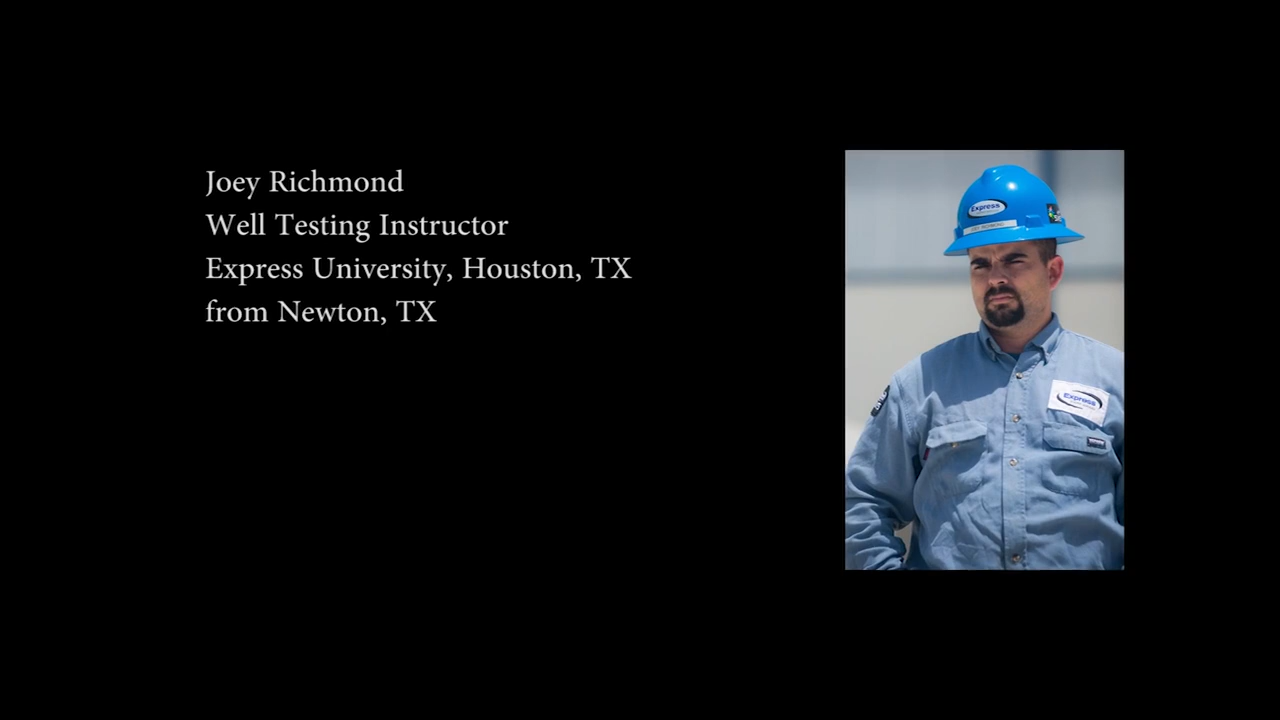 Joey Richmond
Well Testing Instructor
Express University, Houston, TX
from Newton, TX
Express
Express